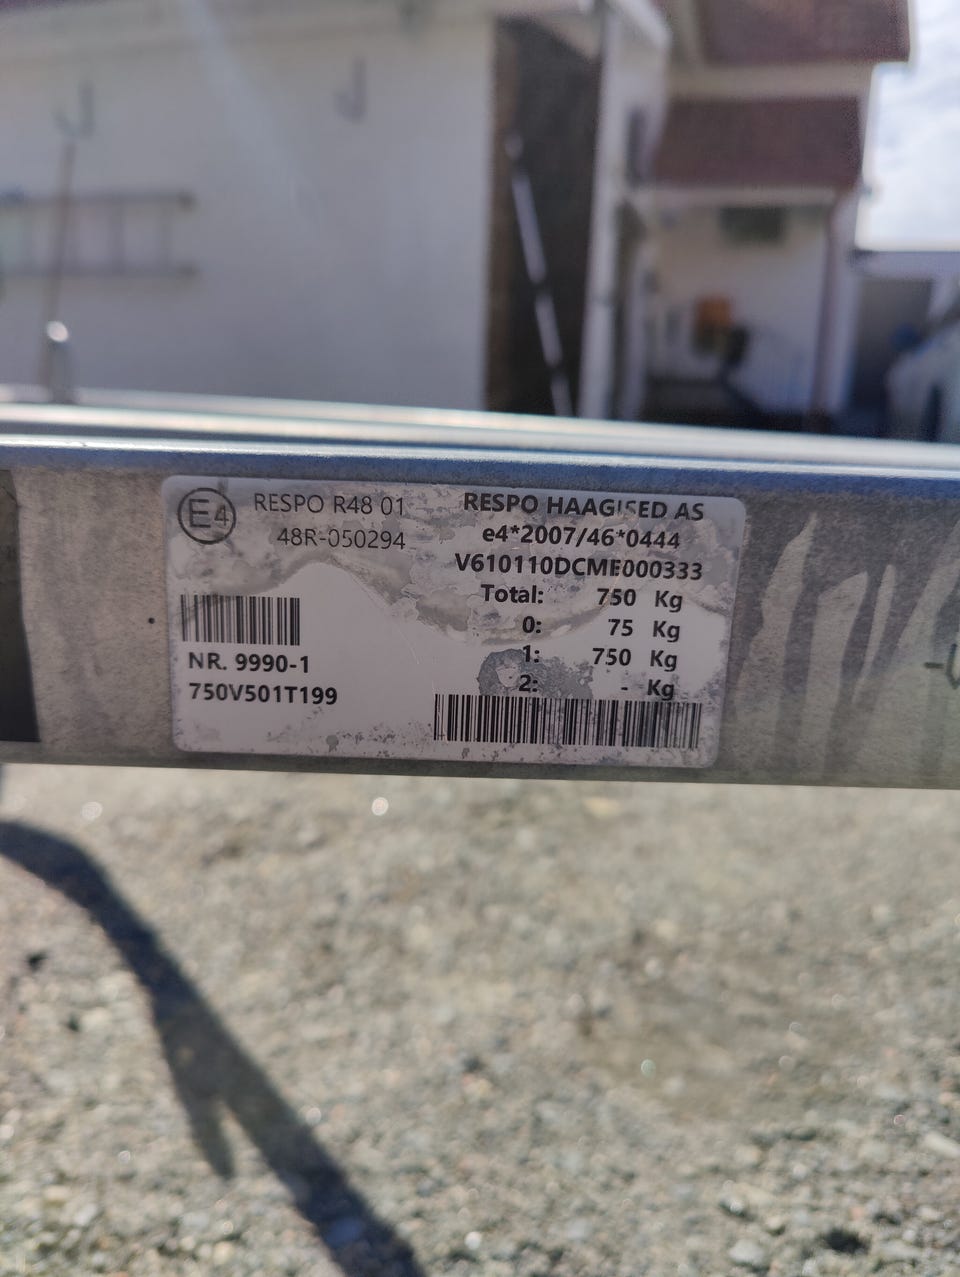 E4
RESPO R48 01
48R-050294
NR. 9990-1
750V501T199
RESPO HAAGISED AS
e4*2007/46*0444
V610110DCME000333
Total: 750 Kg
0: 75 Kg
1: 750 Kg
2: - Kg